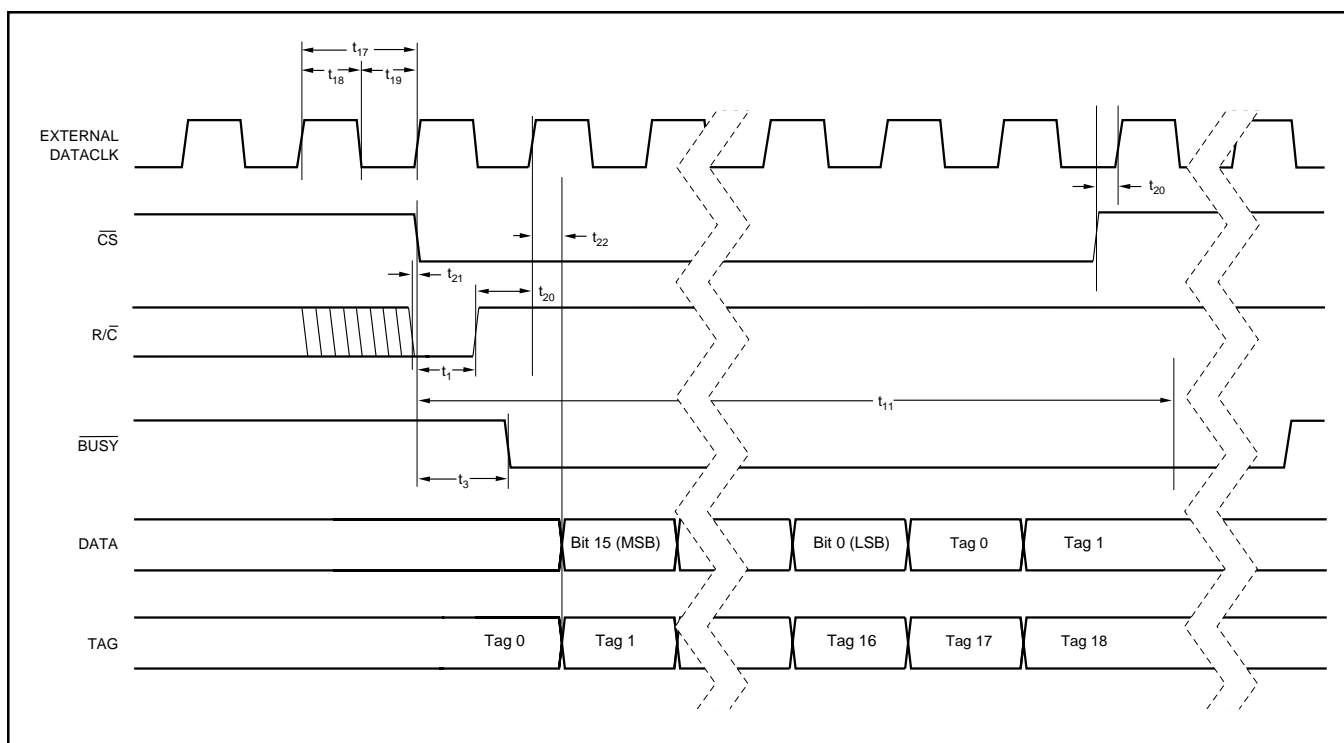 t17
t18
t19
EXTERNAL
DATACLK
t20
CS
t22
t21
t20
R/C
t1
t11
BUSY
t3
DATA
Bit 15 (MSB)
Bit 0 (LSB)
Tag 0
Tag 1
TAG
Tag 0
Tag 1
Tag 16
Tag 17
Tag 18